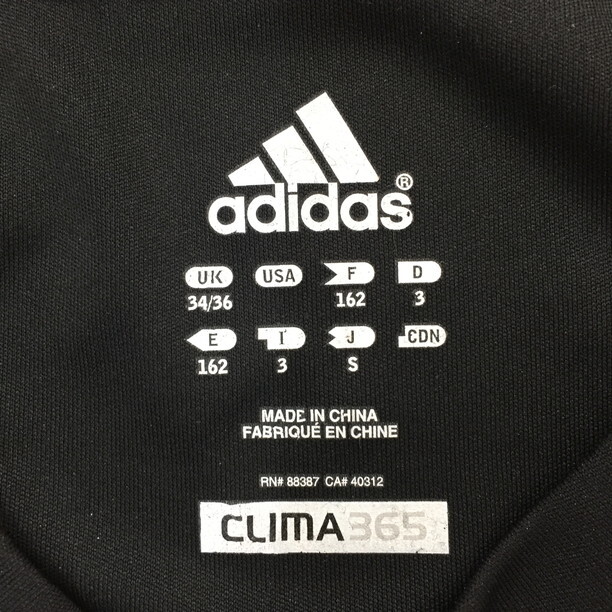 adidas®
UK USA F D
34/36 162 3
E I J CDN
162 3 S
MADE IN CHINA
FABRIQUÉ EN CHINE
RN# 88387 CA# 40312
CLIMA365